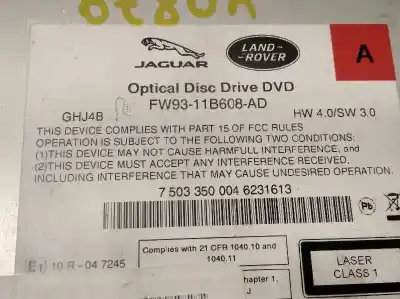 JAGUAR
LAND
ROVER
A
Optical Disc Drive DVD
FW93-11B608-AD
GHJ4B
HW 4.0/SW 3.0
THIS DEVICE COMPLIES WITH PART 15 OF FCC RULES
OPERATION IS SUBJECT TO THE FOLLOWING TWO CONDITIONS:
(1)THIS DEVICE MAY NOT CAUSE HARMFULL INTERFERENCE, and
(2)THIS DEVICE MUST ACCEPT ANY INTERFERENCE RECEIVED.
INCLUDING INTERFERENCE THAT MAY CAUSE UNDESIRED OPERATION.
7 503 350 004 6231613
Pb
E1) 10 R - 04 7245
Complies with 21 CFR 1040.10 and
1040.11
LASER
CLASS 1
hapter 1,
J